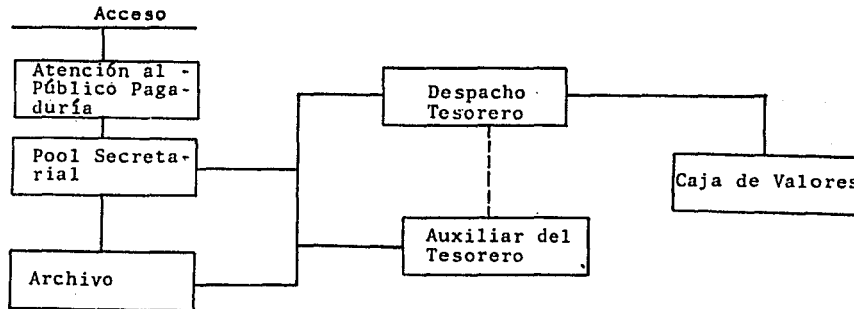 Acceso
Atención al -
Público Paga-
duría
Pool Secreta-
rial
Archivo
Despacho
Tesorero
Auxiliar del
Tesorero
Caja de Valores